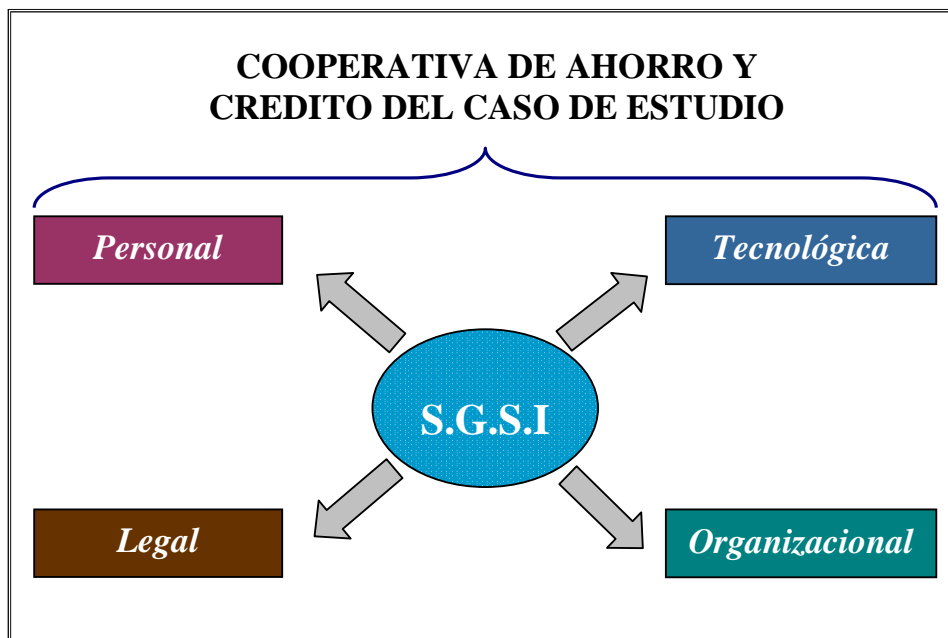 COOPERATIVA DE AHORRO Y
CREDITO DEL CASO DE ESTUDIO
Personal
Tecnológica
S.G.S.I
Legal
Organizacional